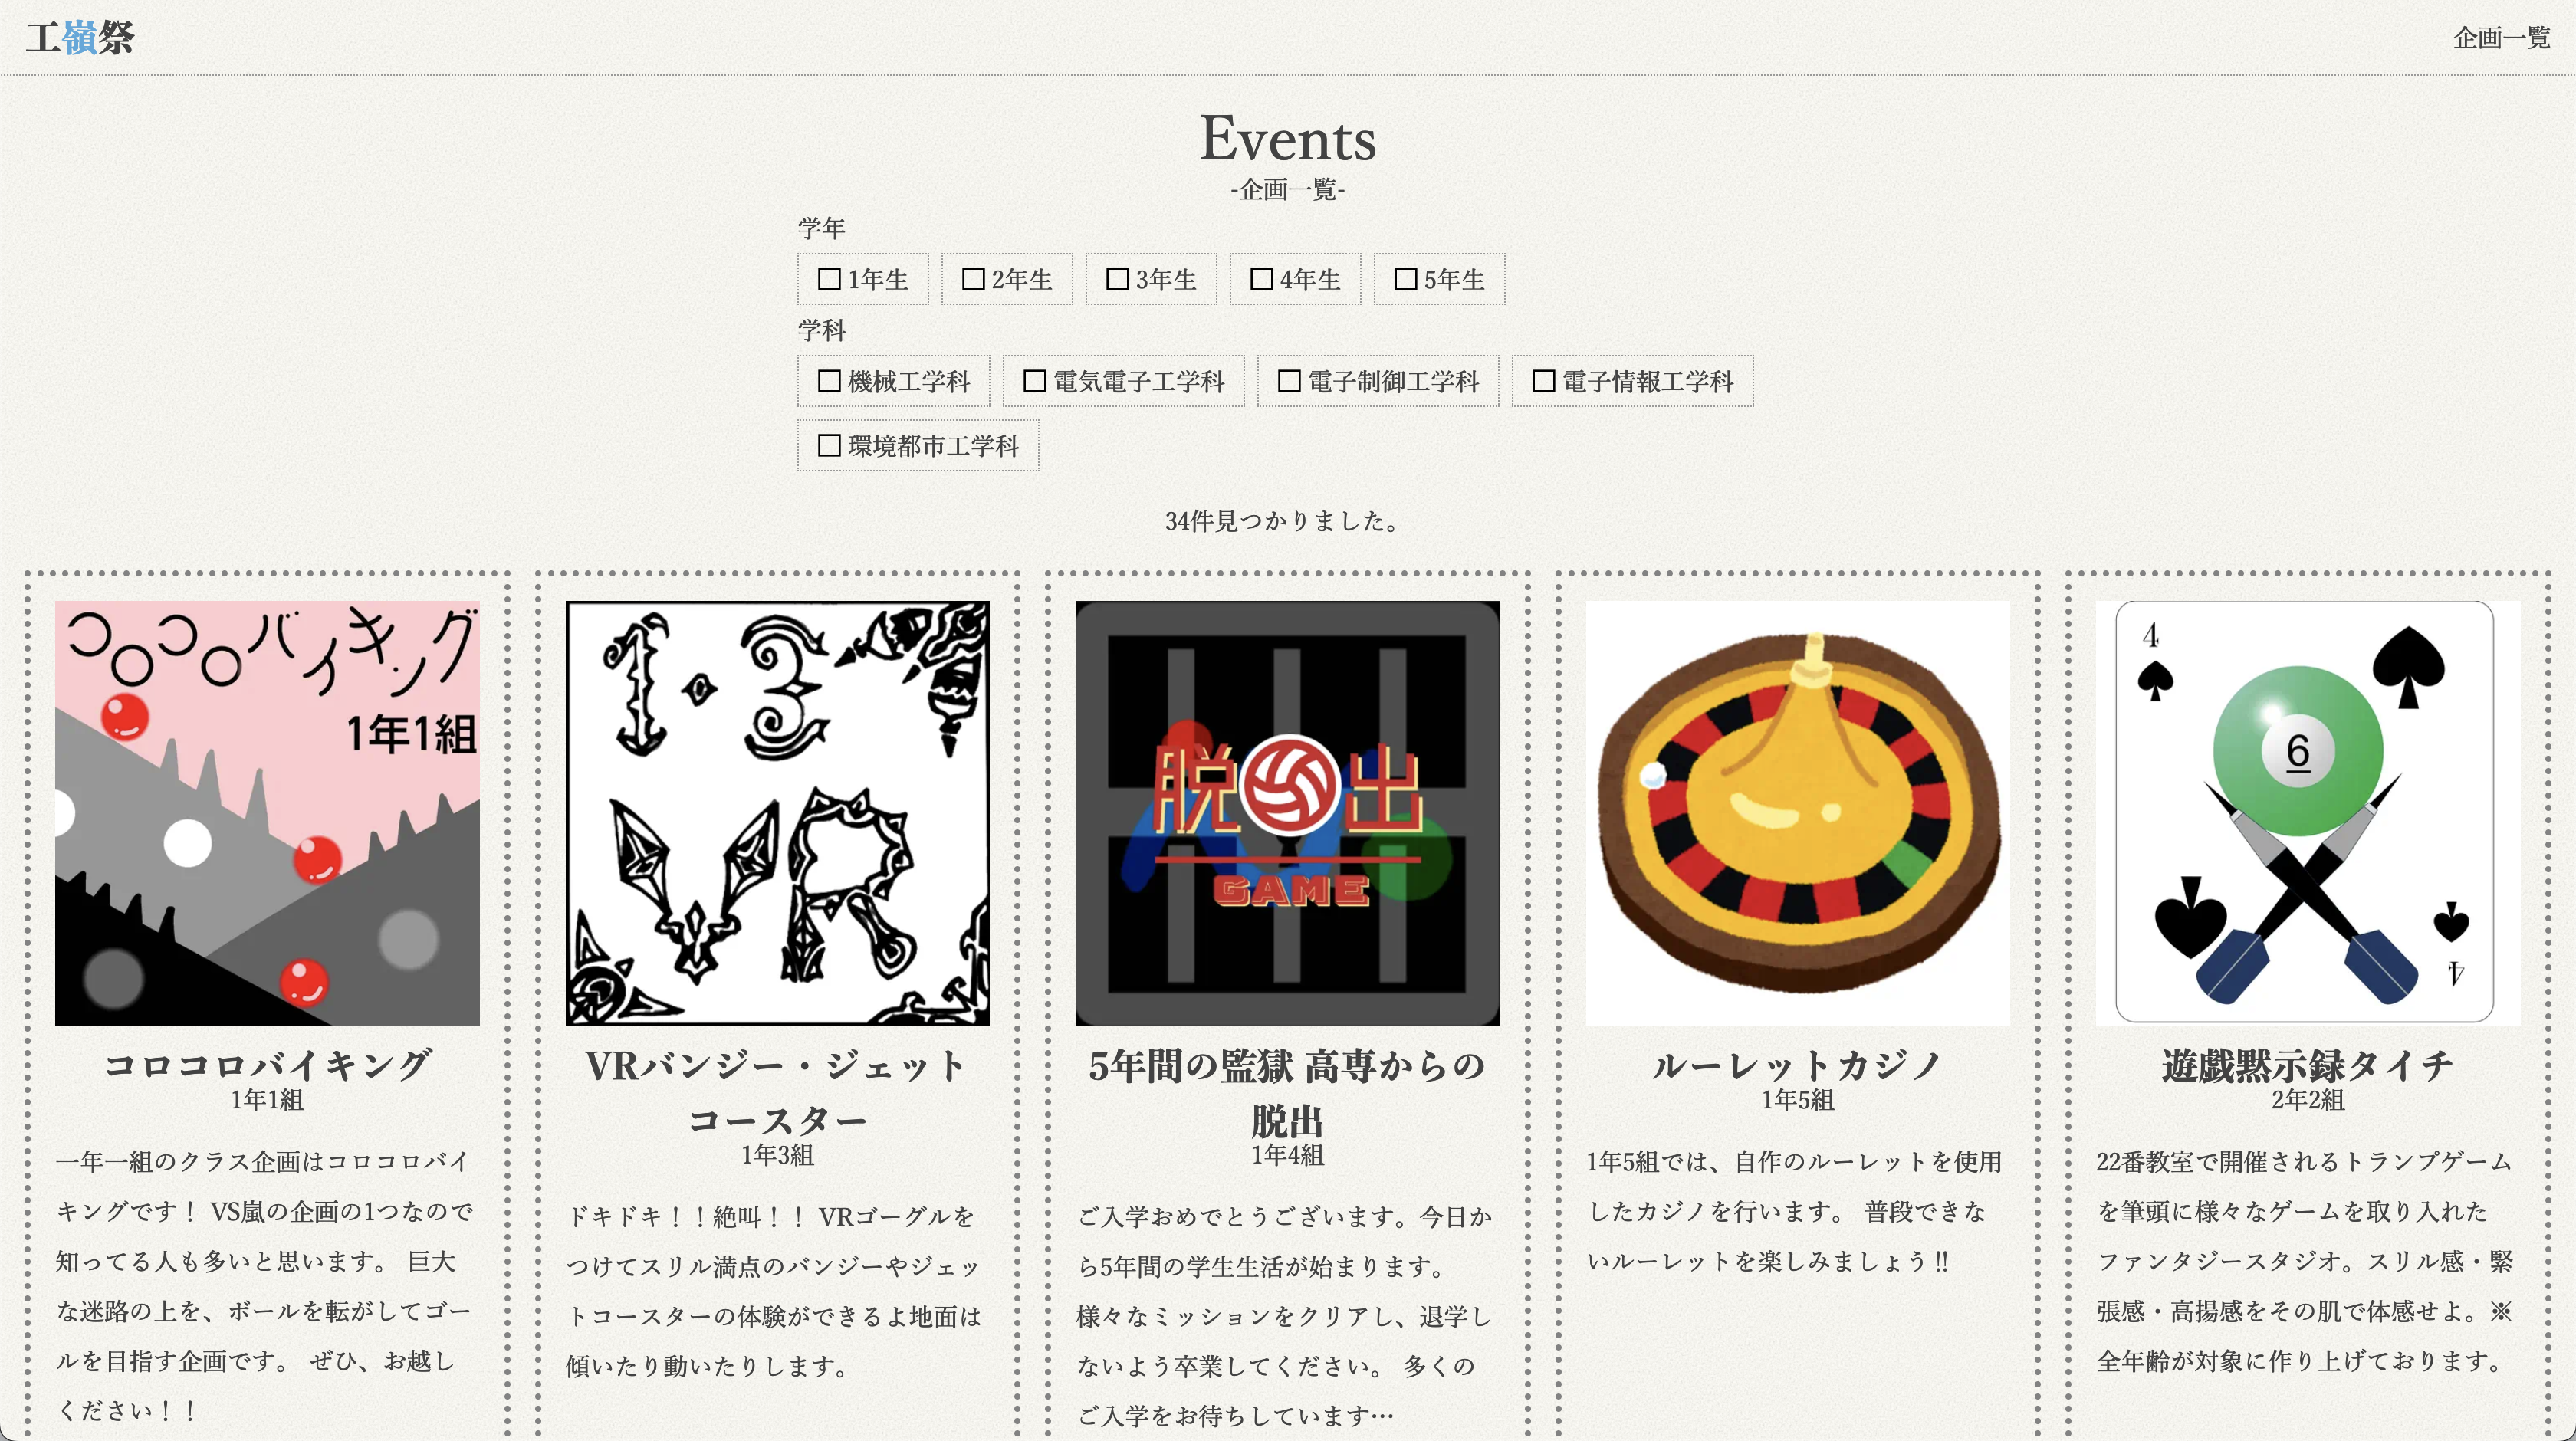 工嶺祭
企画一覧
Events
-企画一覧-
学年
1年生 2年生 3年生 4年生 5年生
学科
機械工学科 電気電子工学科 電子制御工学科 電子情報工学科
環境都市工学科
34件見つかりました。
コロコロバイキング
1年1組
コロコロバイキング
1年1組
一年一組のクラス企画はコロコロバイ
キングです！ VS嵐の企画の1つなので
知ってる人も多いと思います。 巨大
な迷路の上を、ボールを転がしてゴー
ルを目指す企画です。 ぜひ、お越し
ください！！
1・3
VR
VRバンジー・ジェット
コースター
1年3組
ドキドキ！！絶叫！！ VRゴーグルを
つけてスリル満点のバンジーやジェッ
トコースターの体験ができるよ地面は
傾いたり動いたりします。
脱出
GAME
5年間の監獄 高専からの
脱出
1年4組
ご入学おめでとうございます。今日か
ら5年間の学生生活が始まります。
様々なミッションをクリアし、退学し
ないよう卒業してください。 多くの
ご入学をお待ちしています…
ルーレットカジノ
1年5組
1年5組では、自作のルーレットを使用
したカジノを行います。 普段できな
いルーレットを楽しみましょう‼
4
6
4
遊戯黙示録タイチ
2年2組
22番教室で開催されるトランプゲーム
を筆頭に様々なゲームを取り入れた
ファンタジースタジオ。スリル感・緊
張感・高揚感をその肌で体感せよ。※
全年齢が対象に作り上げております。